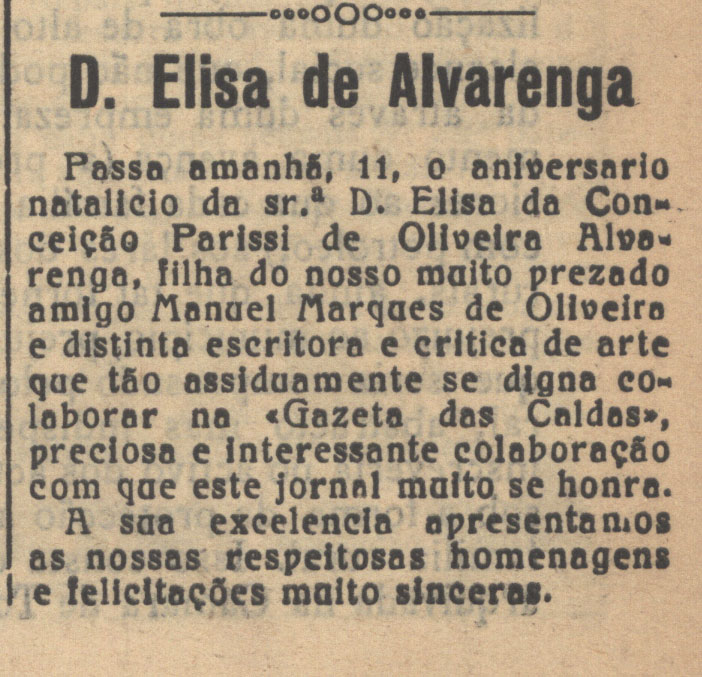 D. Elisa de Alvarenga
Passa amanhã, 11, o aniversario
natalicio da sr.ª D. Elisa da Con-
ceição Parissi de Oliveira Alva-
renga, filha do nosso muito prezado
amigo Manuel Marques de Oliveira
e distinta escritora e critica de arte
que tão assiduamente se digna co-
laborar na «Gazeta das Caldas»,
preciosa e interessante colaboração
com que este jornal muito se honra.
A sua excelencia apresentamos
as nossas respeitosas homenagens
e felicitações muito sinceras.